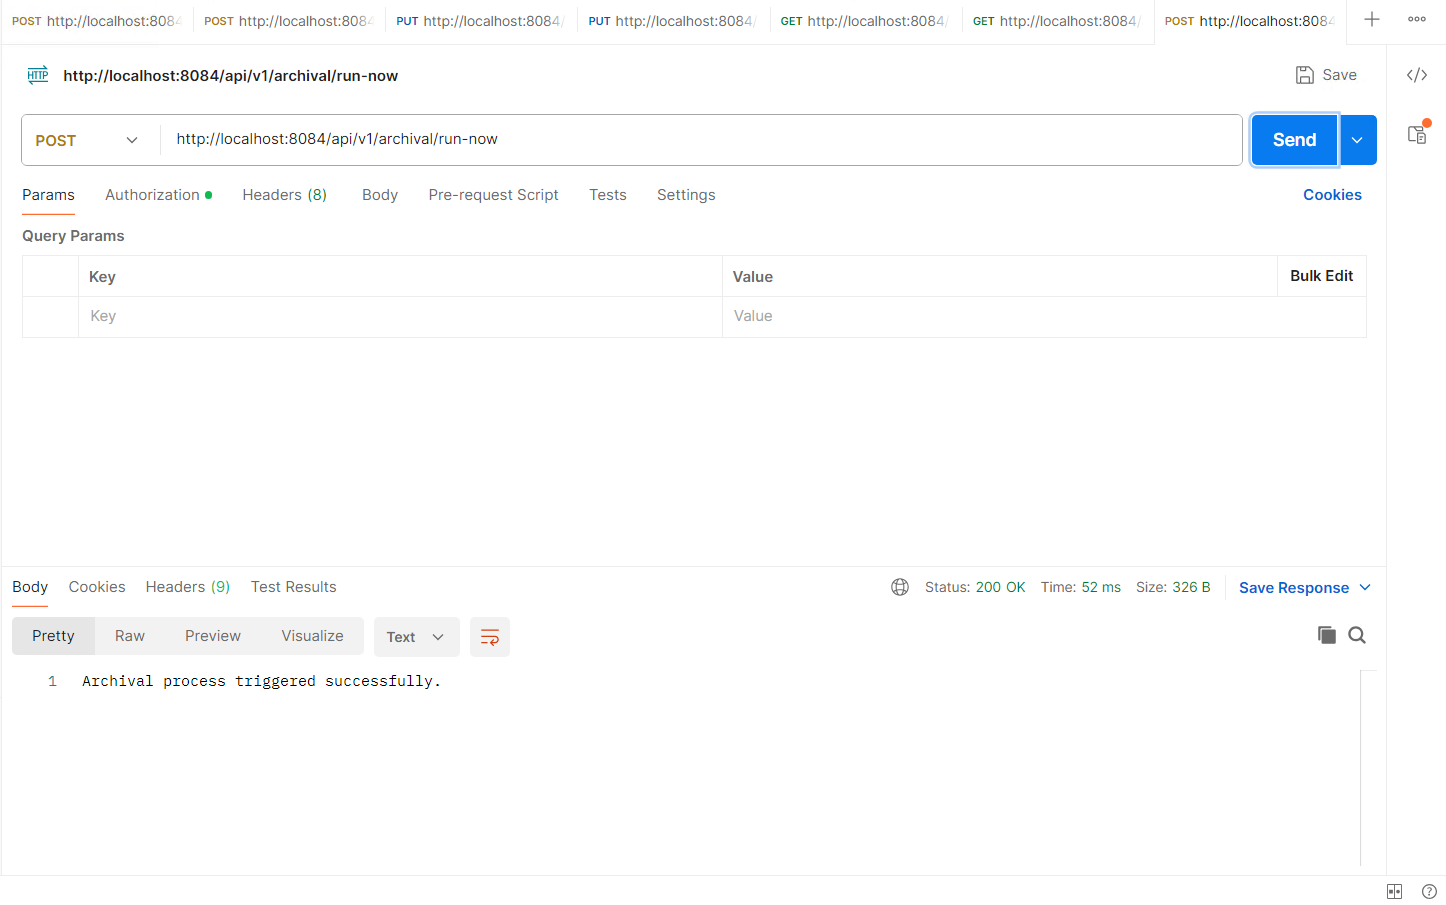 POST http://localhost:8084 POST http://localhost:8084 PUT http://localhost:8084/ PUT http://localhost:8084/ GET http://localhost:8084/ GET http://localhost:8084/ POST http://localhost:8084
HTTP http://localhost:8084/api/v1/archival/run-now Save
POST http://localhost:8084/api/v1/archival/run-now Send
Params Authorization Headers (8) Body Pre-request Script Tests Settings Cookies
Query Params
Key Value Bulk Edit
Key Value
Body Cookies Headers (9) Test Results Status: 200 OK Time: 52 ms Size: 326 B Save Response
Pretty Raw Preview Visualize Text
1 Archival process triggered successfully.